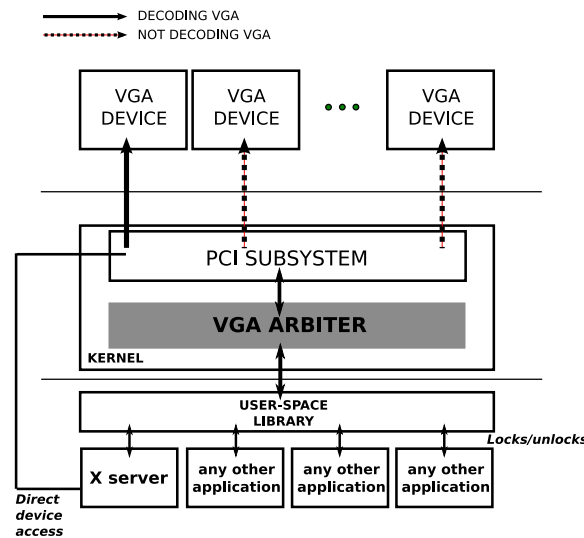 DECODING VGA
NOT DECODING VGA
VGA
DEVICE
VGA
DEVICE
VGA
DEVICE
PCI SUBSYSTEM
VGA ARBITER
KERNEL
USER-SPACE
LIBRARY
Locks/unlocks
X server
any other
application
any other
application
any other
application
Direct
device
access